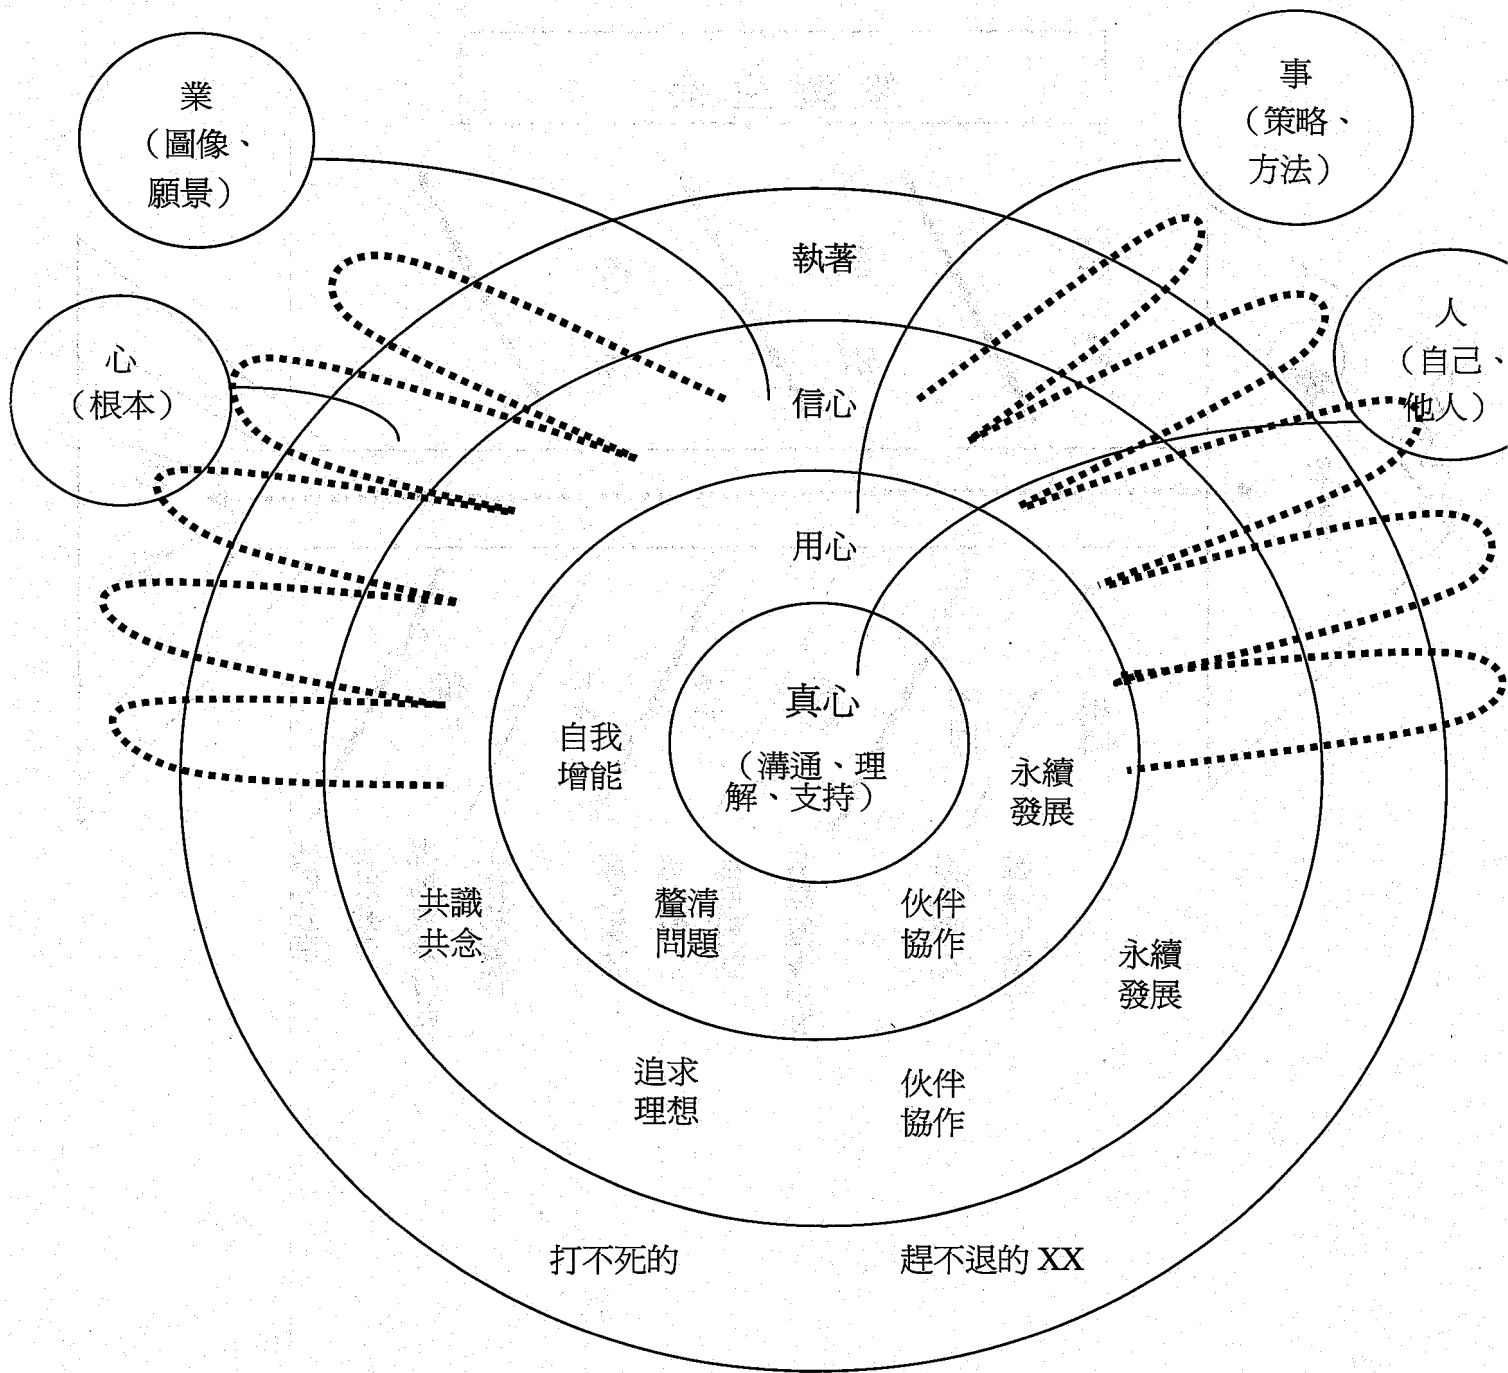 業
（圖像、
願景）
事
（策略、
方法）
執著
心
（根本）
人
（自己、
他人）
信心
用心
真心
（溝通、理
解、支持）
自我
增能
永續
發展
共識
共念
釐清
問題
伙伴
協作
永續
發展
追求
理想
伙伴
協作
打不死的
趕不退的 XX